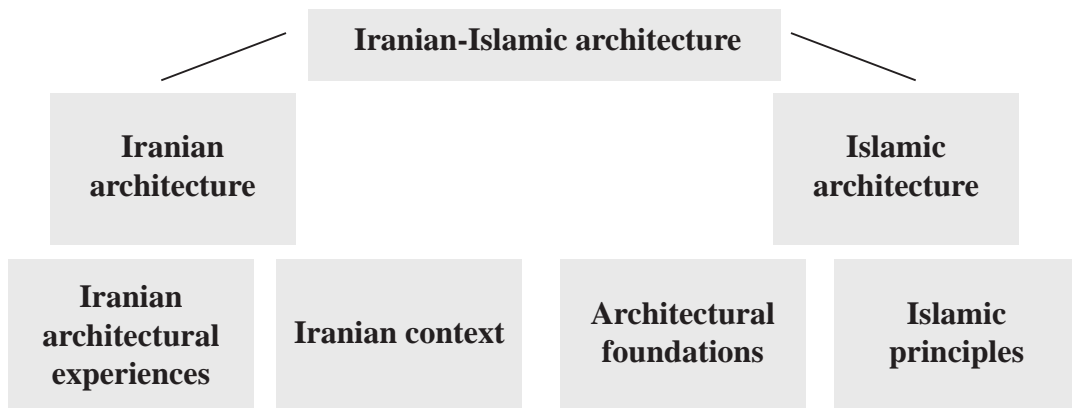 Iranian-Islamic architecture
Iranian
architecture
Islamic
architecture
Iranian
architectural
experiences
Iranian context
Architectural
foundations
Islamic
principles